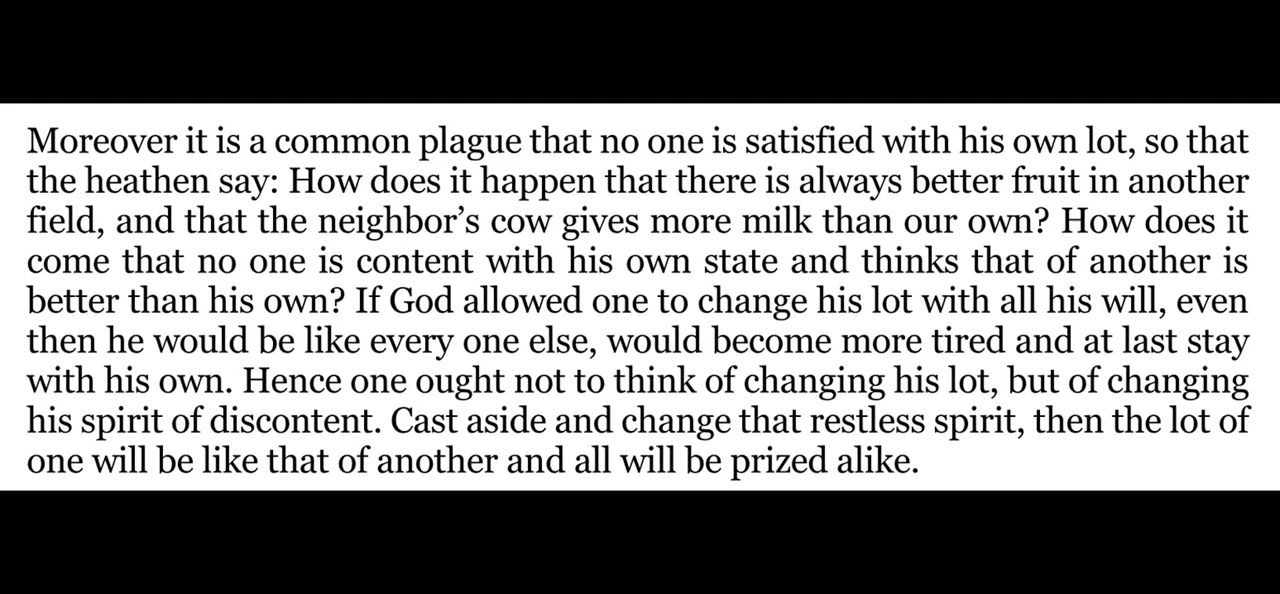 Moreover it is a common plague that no one is satisfied with his own lot, so that
the heathen say: How does it happen that there is always better fruit in another
field, and that the neighbor’s cow gives more milk than our own? How does it
come that no one is content with his own state and thinks that of another is
better than his own? If God allowed one to change his lot with all his will, even
then he would be like every one else, would become more tired and at last stay
with his own. Hence one ought not to think of changing his lot, but of changing
his spirit of discontent. Cast aside and change that restless spirit, then the lot of
one will be like that of another and all will be prized alike.